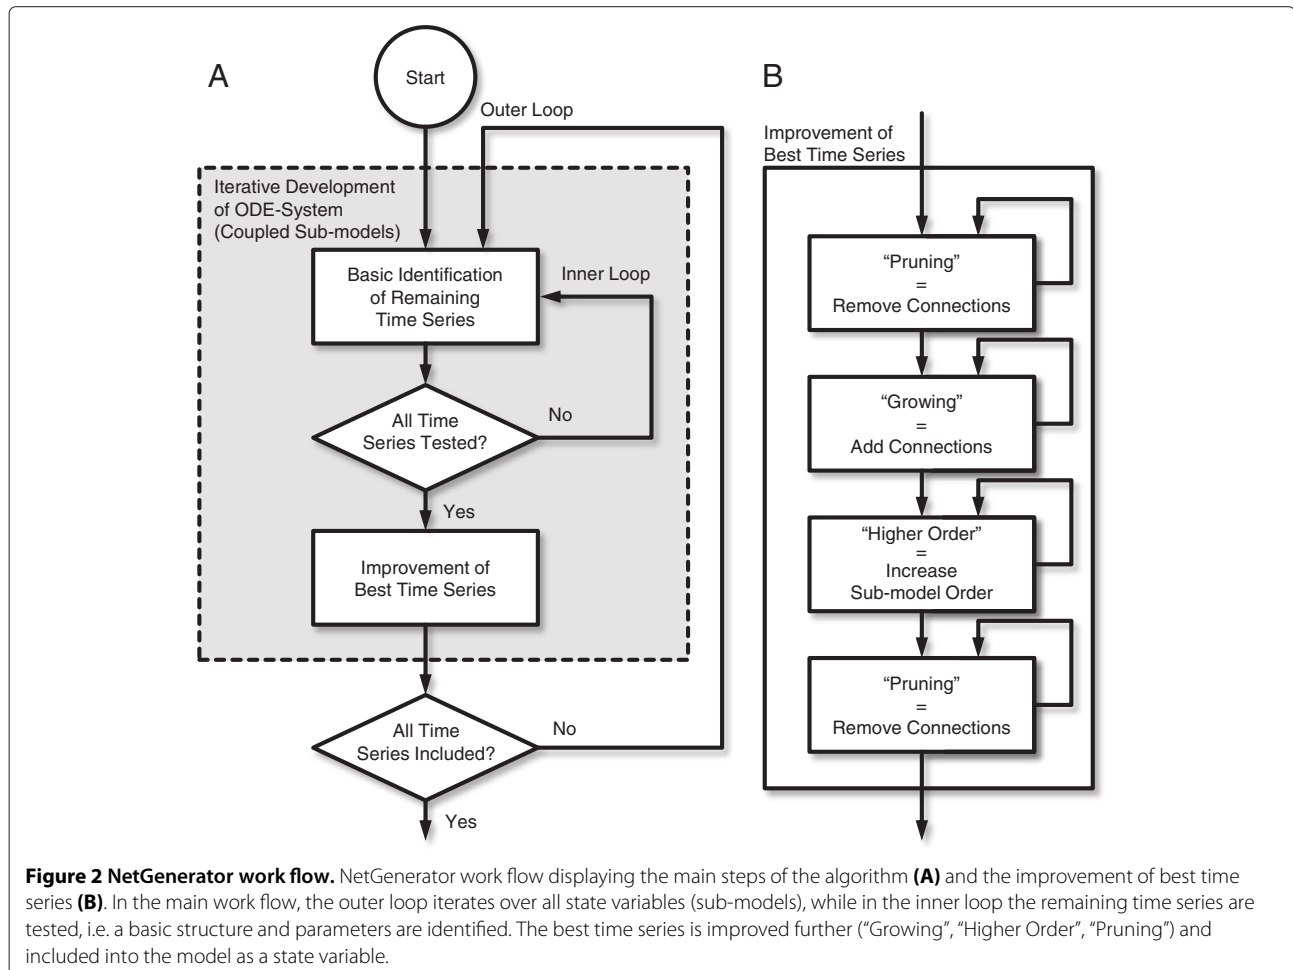 A
Start
Outer Loop
Iterative Development
of ODE-System
(Coupled Sub-models)
Basic Identification
of Remaining
Time Series
Inner Loop
All Time
Series Tested?
No
Yes
Improvement of
Best Time Series
All Time
Series Included?
No
Yes
B
Improvement of
Best Time Series
“Pruning”
=
Remove Connections
“Growing”
=
Add Connections
“Higher Order”
=
Increase
Sub-model Order
“Pruning”
=
Remove Connections
Figure 2 NetGenerator work flow. NetGenerator work flow displaying the main steps of the algorithm (A) and the improvement of best time
series (B). In the main work flow, the outer loop iterates over all state variables (sub-models), while in the inner loop the remaining time series are
tested, i.e. a basic structure and parameters are identified. The best time series is improved further (“Growing”, “Higher Order”, “Pruning”) and
included into the model as a state variable.